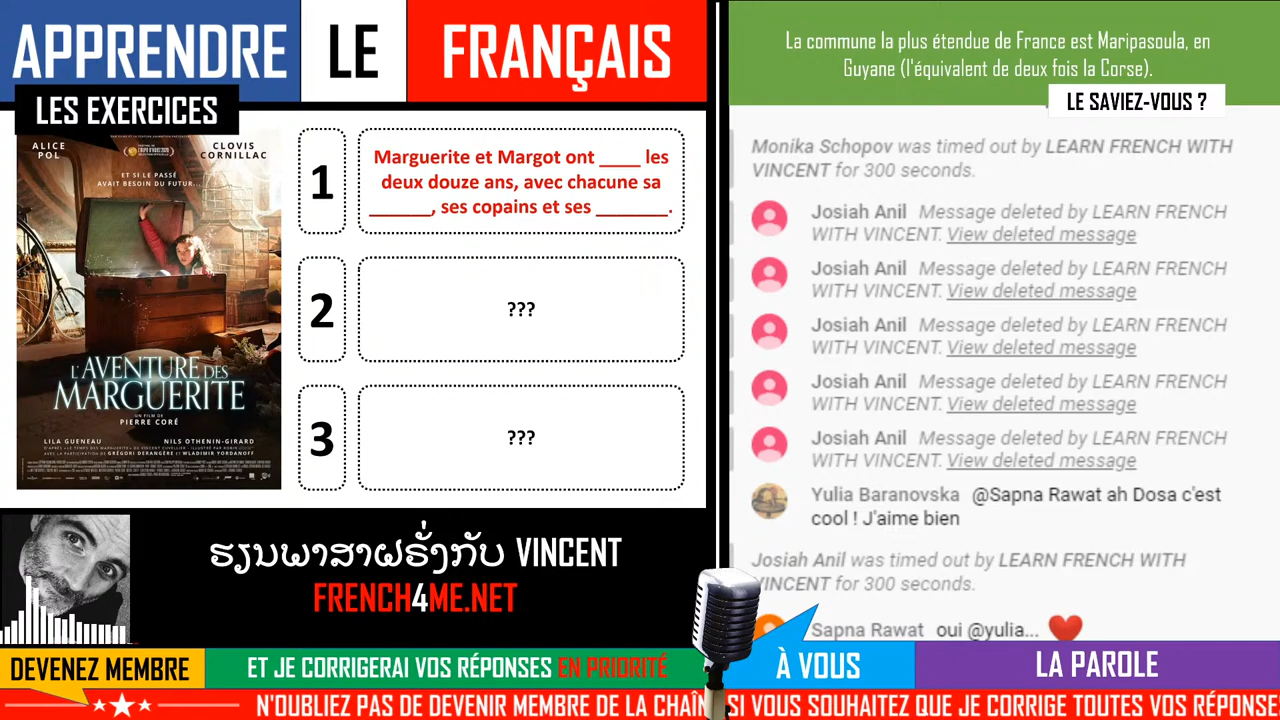 APPRENDRE LE FRANÇAIS
LES EXERCICES
ALICE POL
CLOVIS CORNILLAC
ET SI LE PASSÉ
AVAIT BESOIN DU FUTUR...
L'AVENTURE DES
MARGUERITE
UN FILM DE
PIERRE CORÉ
LILA GUENEAU NILS OTHENIN-GIRARD
AVEC LA PARTICIPATION DE GRÉGORI DERANGÈRE ET WLADIMIR YORDANOFF
1
Marguerite et Margot ont ____ les
deux douze ans, avec chacune sa
______, ses copains et ses _______.
2
???
3
???
ຮຽນພາສາຝຣັ່ງກັບ VINCENT
FRENCH4ME.NET
DEVENEZ MEMBRE
ET JE CORRIGERAI VOS RÉPONSES EN PRIORITÉ
La commune la plus étendue de France est Maripasoula, en
Guyane (l'équivalent de deux fois la Corse).
LE SAVIEZ-VOUS ?
Monika Schopov was timed out by LEARN FRENCH WITH
VINCENT for 300 seconds.
Josiah Anil Message deleted by LEARN FRENCH
WITH VINCENT. View deleted message
Josiah Anil Message deleted by LEARN FRENCH
WITH VINCENT. View deleted message
Josiah Anil Message deleted by LEARN FRENCH
WITH VINCENT. View deleted message
Josiah Anil Message deleted by LEARN FRENCH
WITH VINCENT. View deleted message
Josiah Anil Message deleted by LEARN FRENCH
WITH VINCENT. View deleted message
Yulia Baranovska @Sapna Rawat ah Dosa c'est
cool ! J'aime bien
Josiah Anil was timed out by LEARN FRENCH WITH
VINCENT for 300 seconds.
Sapna Rawat oui @yulia...
À VOUS
LA PAROLE
N'OUBLIEZ PAS DE DEVENIR MEMBRE DE LA CHAÎN SI VOUS SOUHAITEZ QUE JE CORRIGE TOUTES VOS RÉPONSE